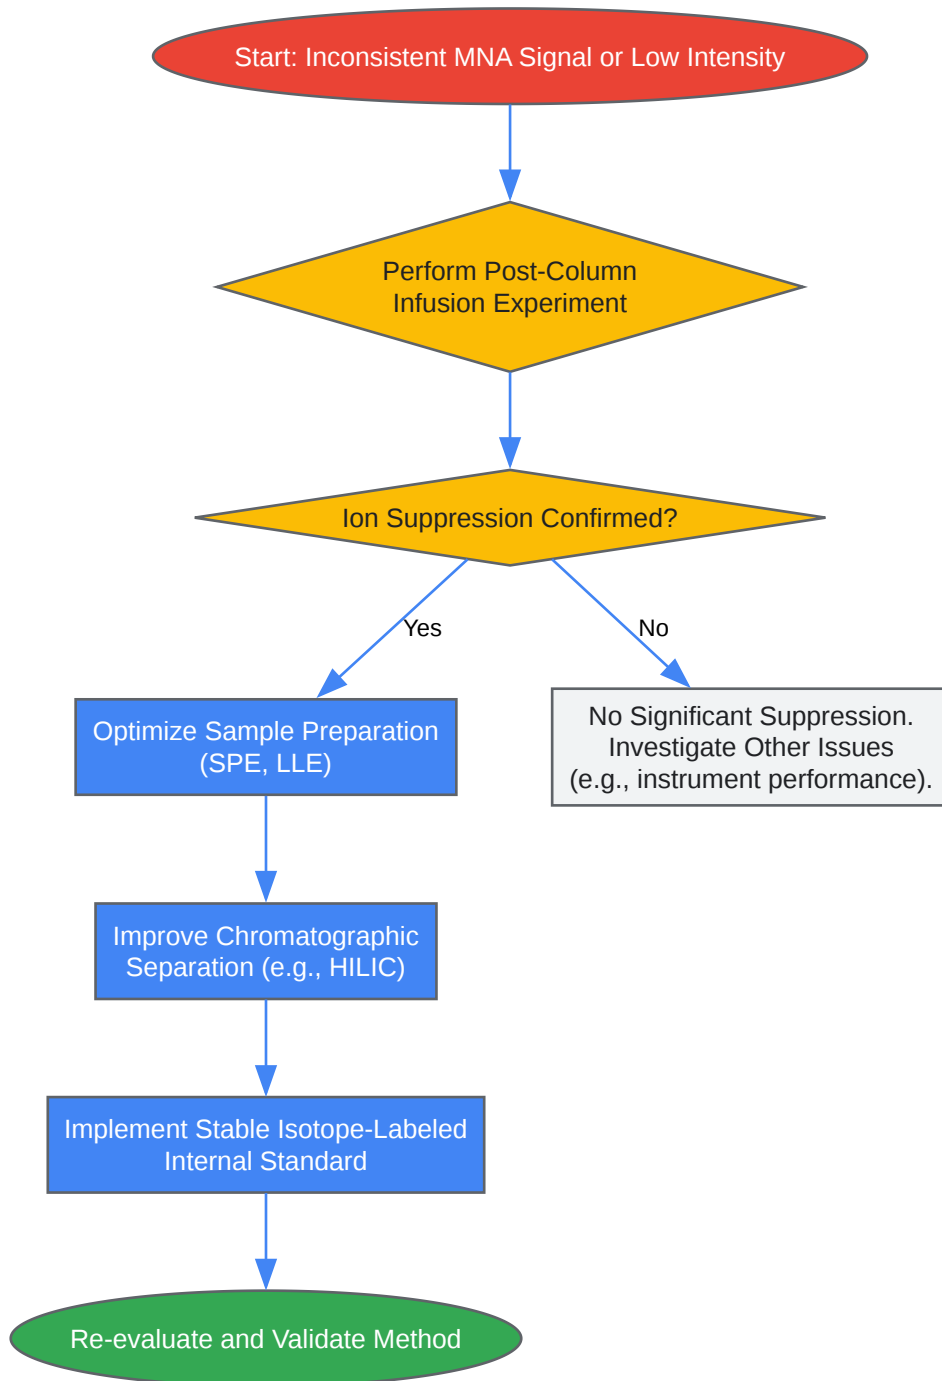 Start: Inconsistent MNA Signal or Low Intensity
Perform Post-Column
Infusion Experiment
Ion Suppression Confirmed?
Yes
No
Optimize Sample Preparation
(SPE, LLE)
No Significant Suppression.
Investigate Other Issues
(e.g., instrument performance).
Improve Chromatographic
Separation (e.g., HILIC)
Implement Stable Isotope-Labeled
Internal Standard
Re-evaluate and Validate Method